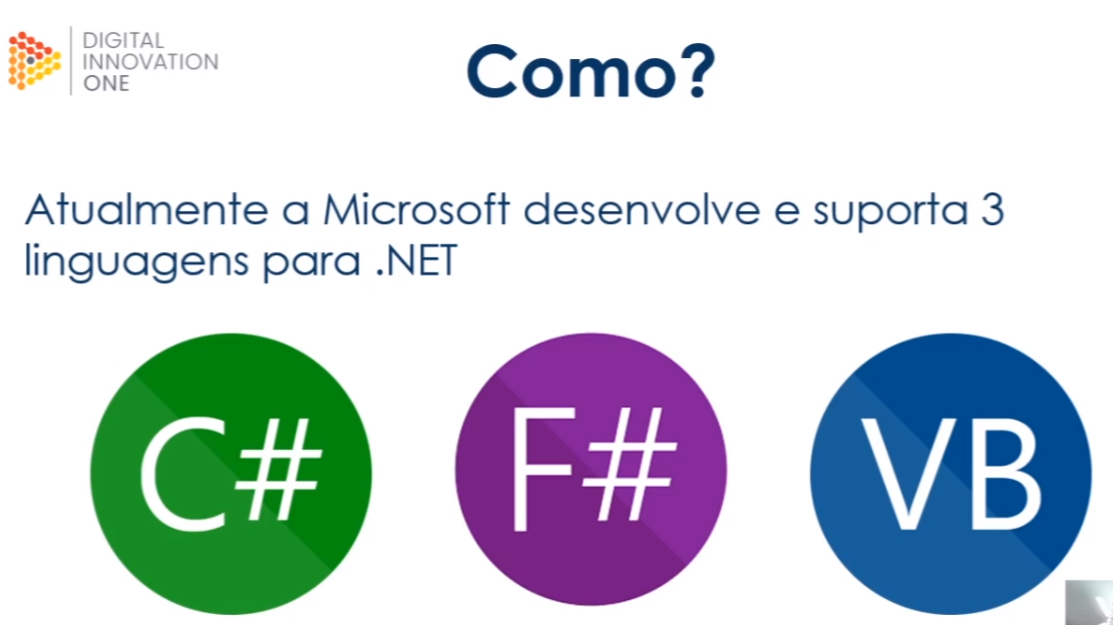 DIGITAL
INNOVATION
ONE
Como?
Atualmente a Microsoft desenvolve e suporta 3
linguagens para .NET
C#
F#
VB